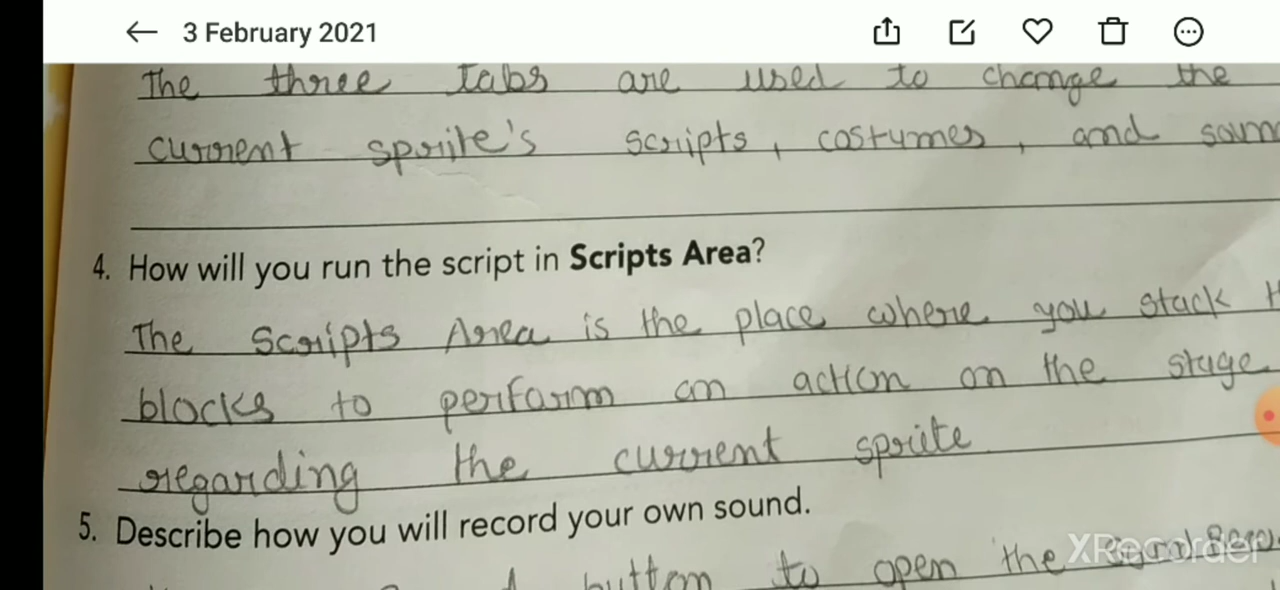 3 February 2021
The three tabs are used to change the
current sprite's scripts, costumes, and
4. How will you run the script in Scripts Area?
The Scripts Area is the place where you stack
blocks to perform an action on the stage
regarding the current sprite
5. Describe how you will record your own sound.
button to open the
XRecorder